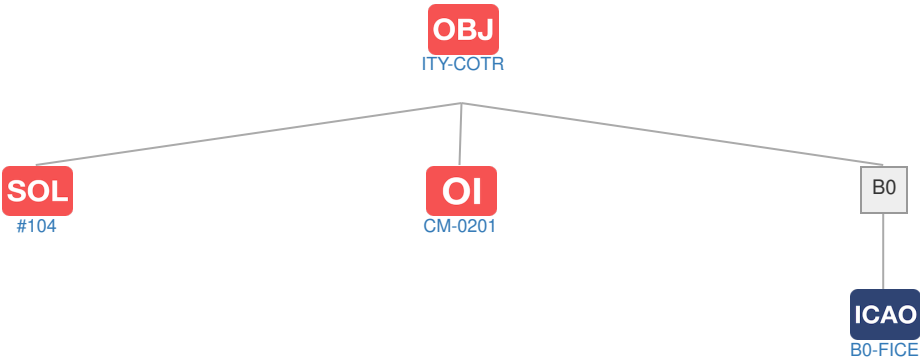 OBJ
ITY-COTR
SOL
#104
OI
CM-0201
B0
ICAO
B0-FICE